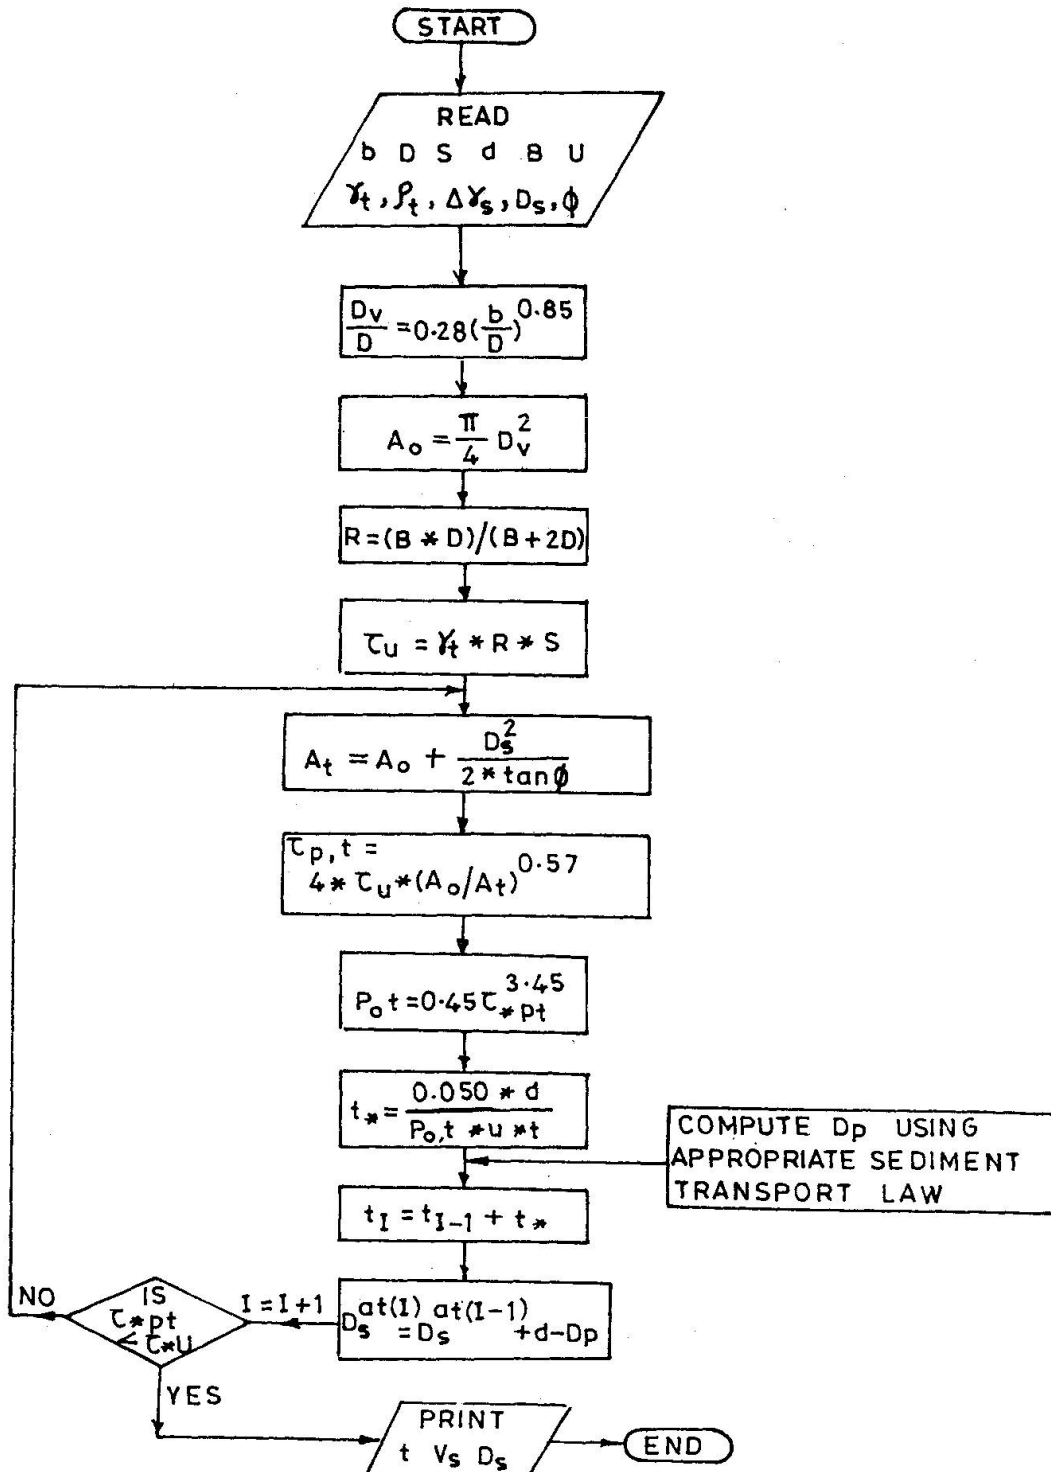 START
READ
b D S d B U
γt, ρt, Δγs, Ds, ϕ
Dv/D = 0.28(b/D)^0.85
Ao = π/4 Dv^2
R = (B * D)/(B + 2D)
τu = γt * R * S
At = Ao + Ds^2/(2 * tanϕ)
τp,t =
4 * τu * (Ao/At)^0.57
Po t = 0.45 τ*pt^3.45
t* = 0.050 * d/(Po,t * u * t)
COMPUTE Dp USING
APPROPRIATE SEDIMENT
TRANSPORT LAW
tI = tI-1 + t*
Ds^at(I) = Ds^at(I-1) + d-Dp
I = I+1
IS
τ*pt
< τ*u
NO
YES
PRINT
t Vs Ds
END